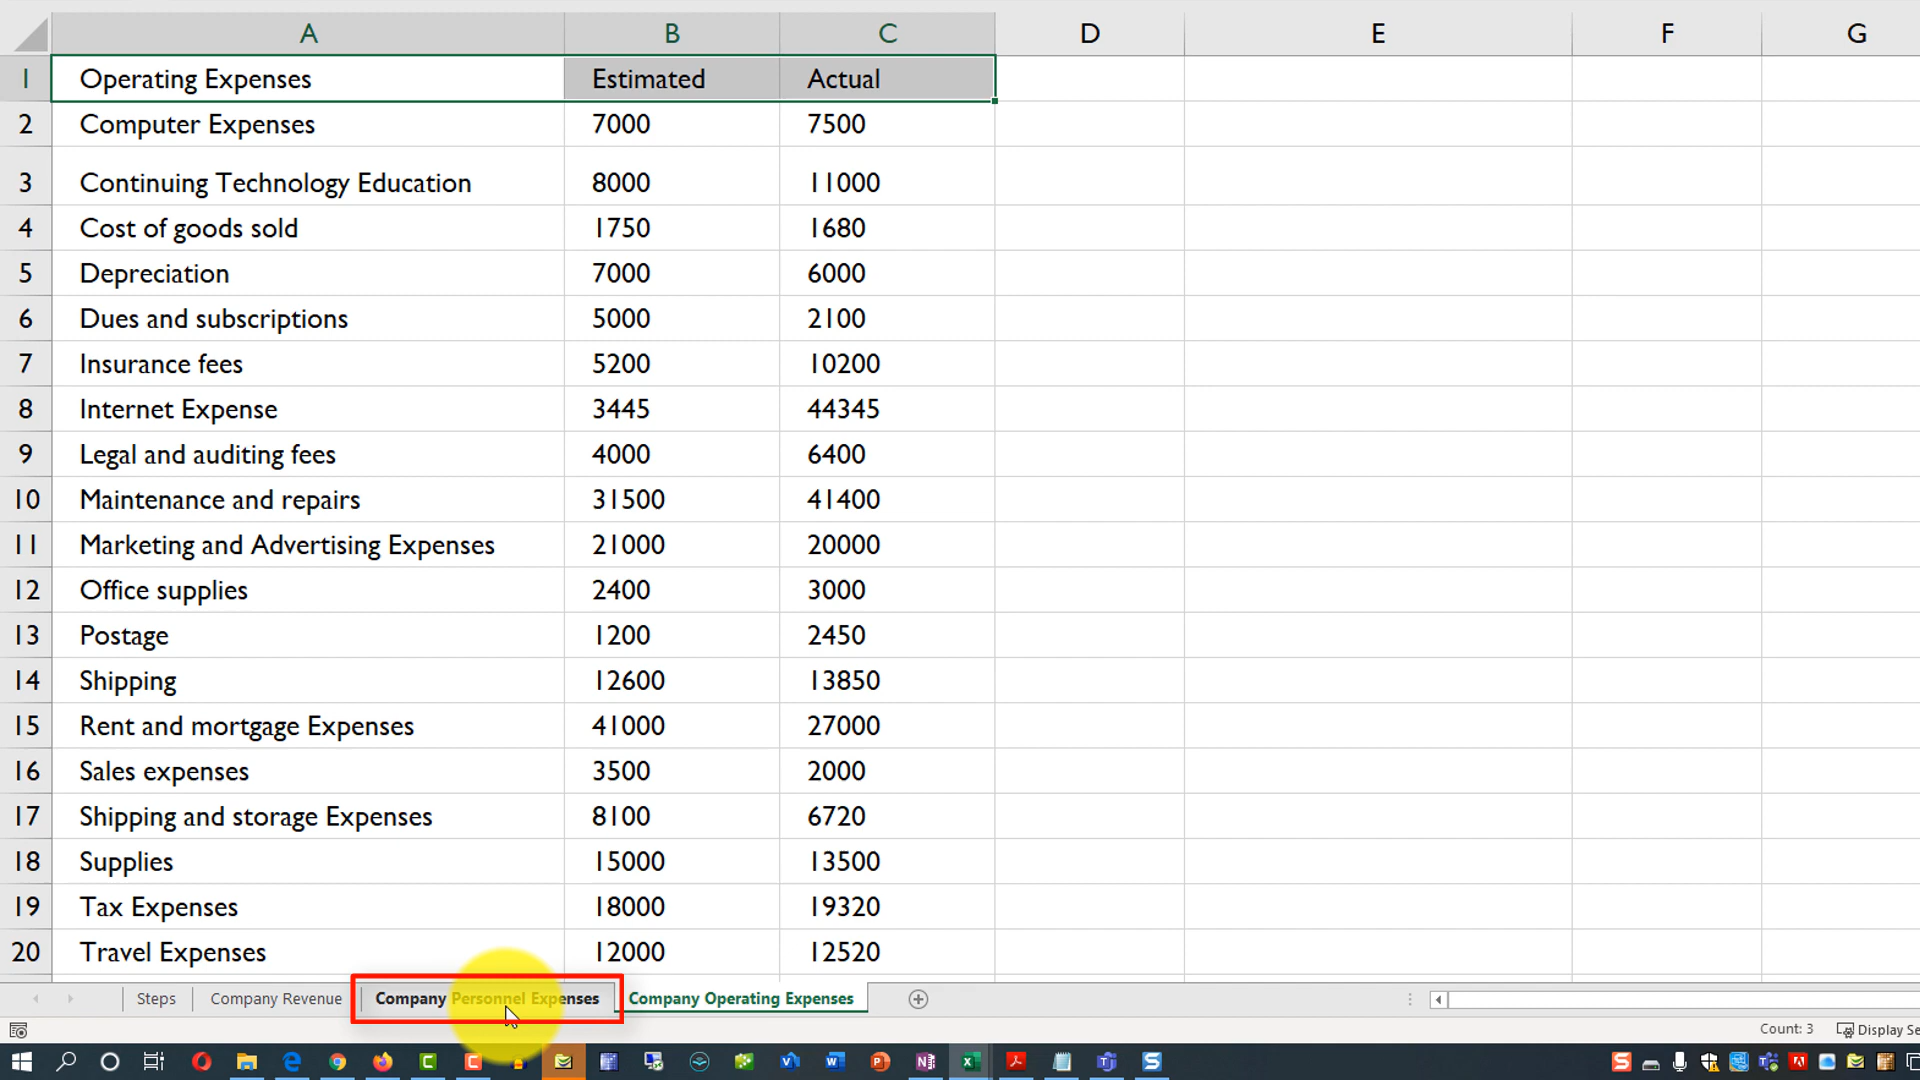 A B C D E F G
1 Operating Expenses Estimated Actual
2 Computer Expenses 7000 7500
3 Continuing Technology Education 8000 11000
4 Cost of goods sold 1750 1680
5 Depreciation 7000 6000
6 Dues and subscriptions 5000 2100
7 Insurance fees 5200 10200
8 Internet Expense 3445 44345
9 Legal and auditing fees 4000 6400
10 Maintenance and repairs 31500 41400
11 Marketing and Advertising Expenses 21000 20000
12 Office supplies 2400 3000
13 Postage 1200 2450
14 Shipping 12600 13850
15 Rent and mortgage Expenses 41000 27000
16 Sales expenses 3500 2000
17 Shipping and storage Expenses 8100 6720
18 Supplies 15000 13500
19 Tax Expenses 18000 19320
20 Travel Expenses 12000 12520
Steps Company Revenue Company Personnel Expenses Company Operating Expenses
Count: 3 Display Se